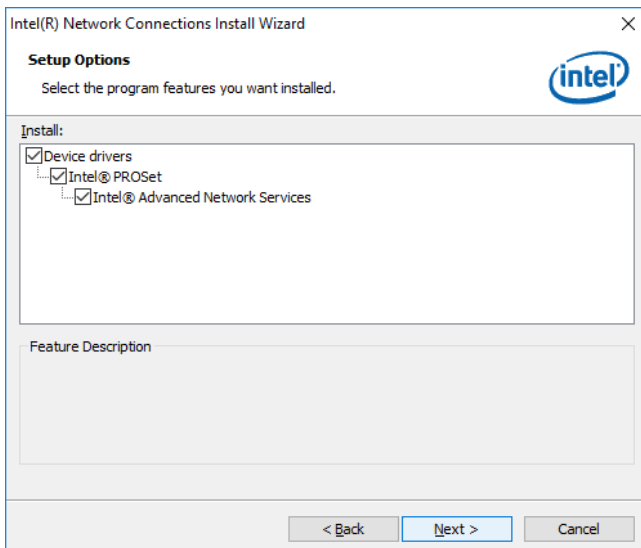 Intel(R) Network Connections Install Wizard
Setup Options
Select the program features you want installed.
intel
Install:
Device drivers
Intel® PROSet
Intel® Advanced Network Services
Feature Description
< Back
Next >
Cancel